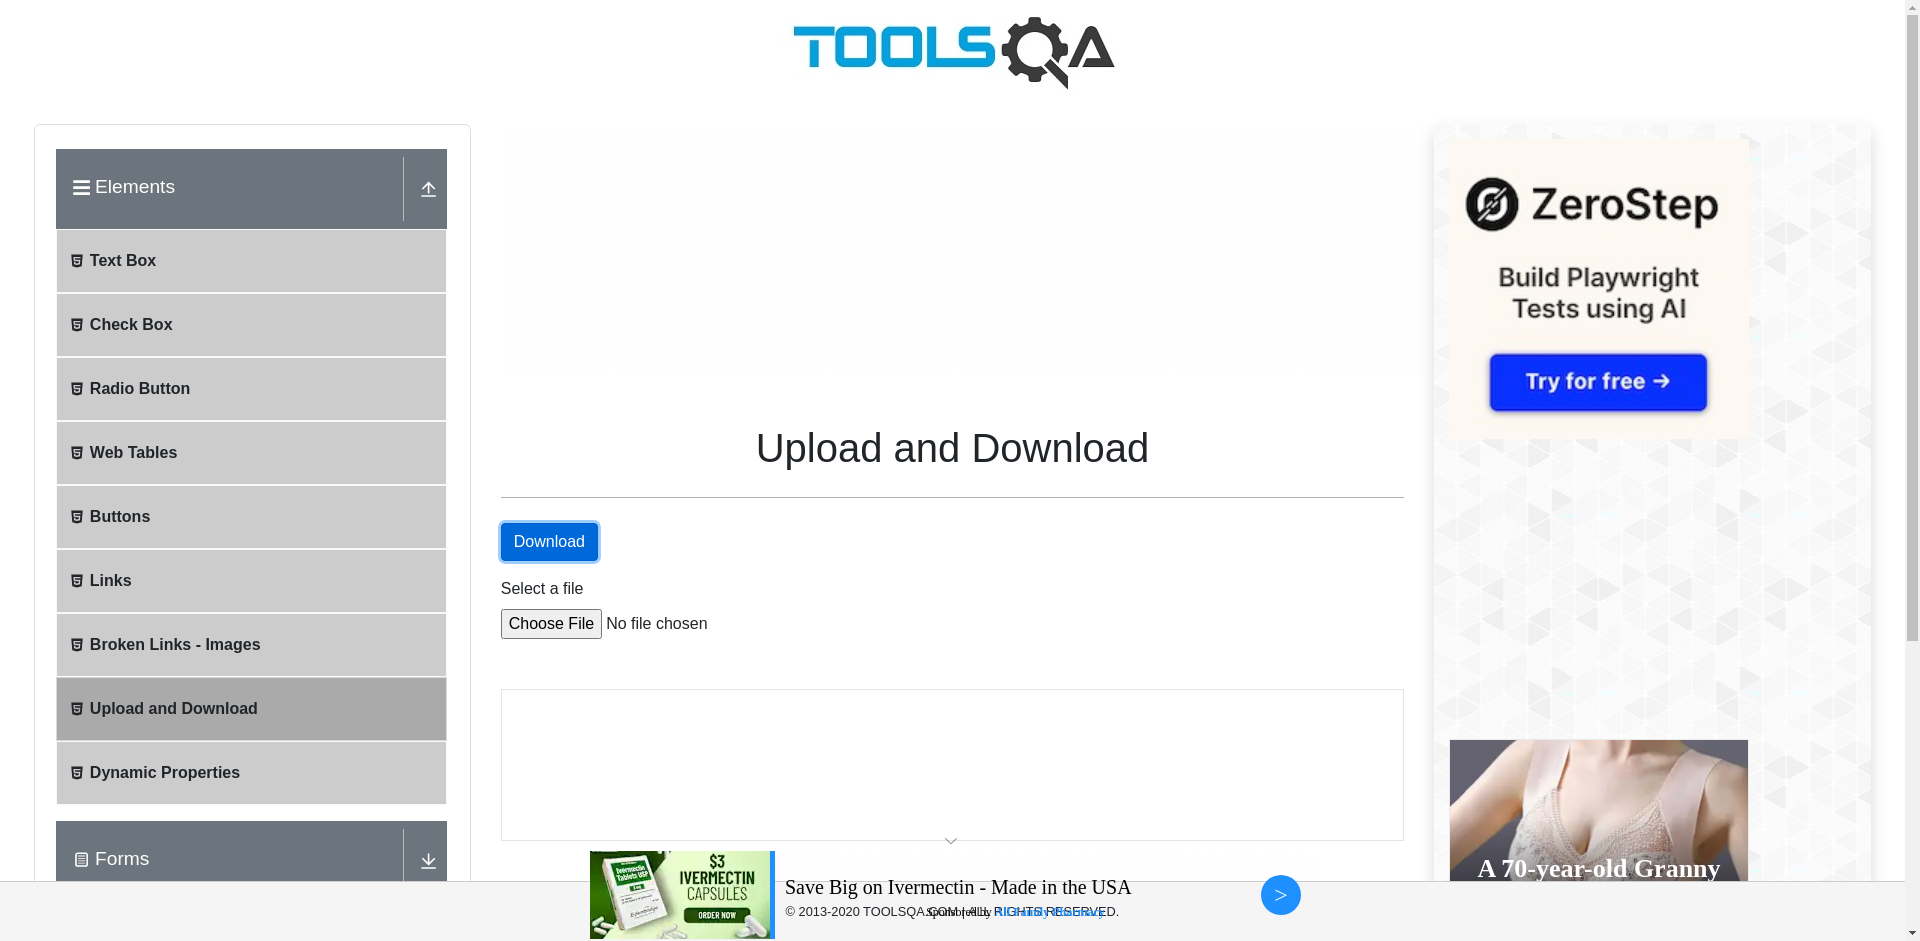 TOOLSQA
Elements
Text Box
Check Box
Radio Button
Web Tables
Buttons
Links
Broken Links - Images
Upload and Download
Dynamic Properties
Forms
Upload and Download
Download
Select a file
Choose File No file chosen
ZeroStep
Build Playwright
Tests using AI
Try for free →
A 70-year-old Granny
$3
IVERMECTIN
CAPSULES
ORDER NOW
Save Big on Ivermectin - Made in the USA
© 2013-2020 TOOLSQA.COM | ALL RIGHTS RESERVED.
>